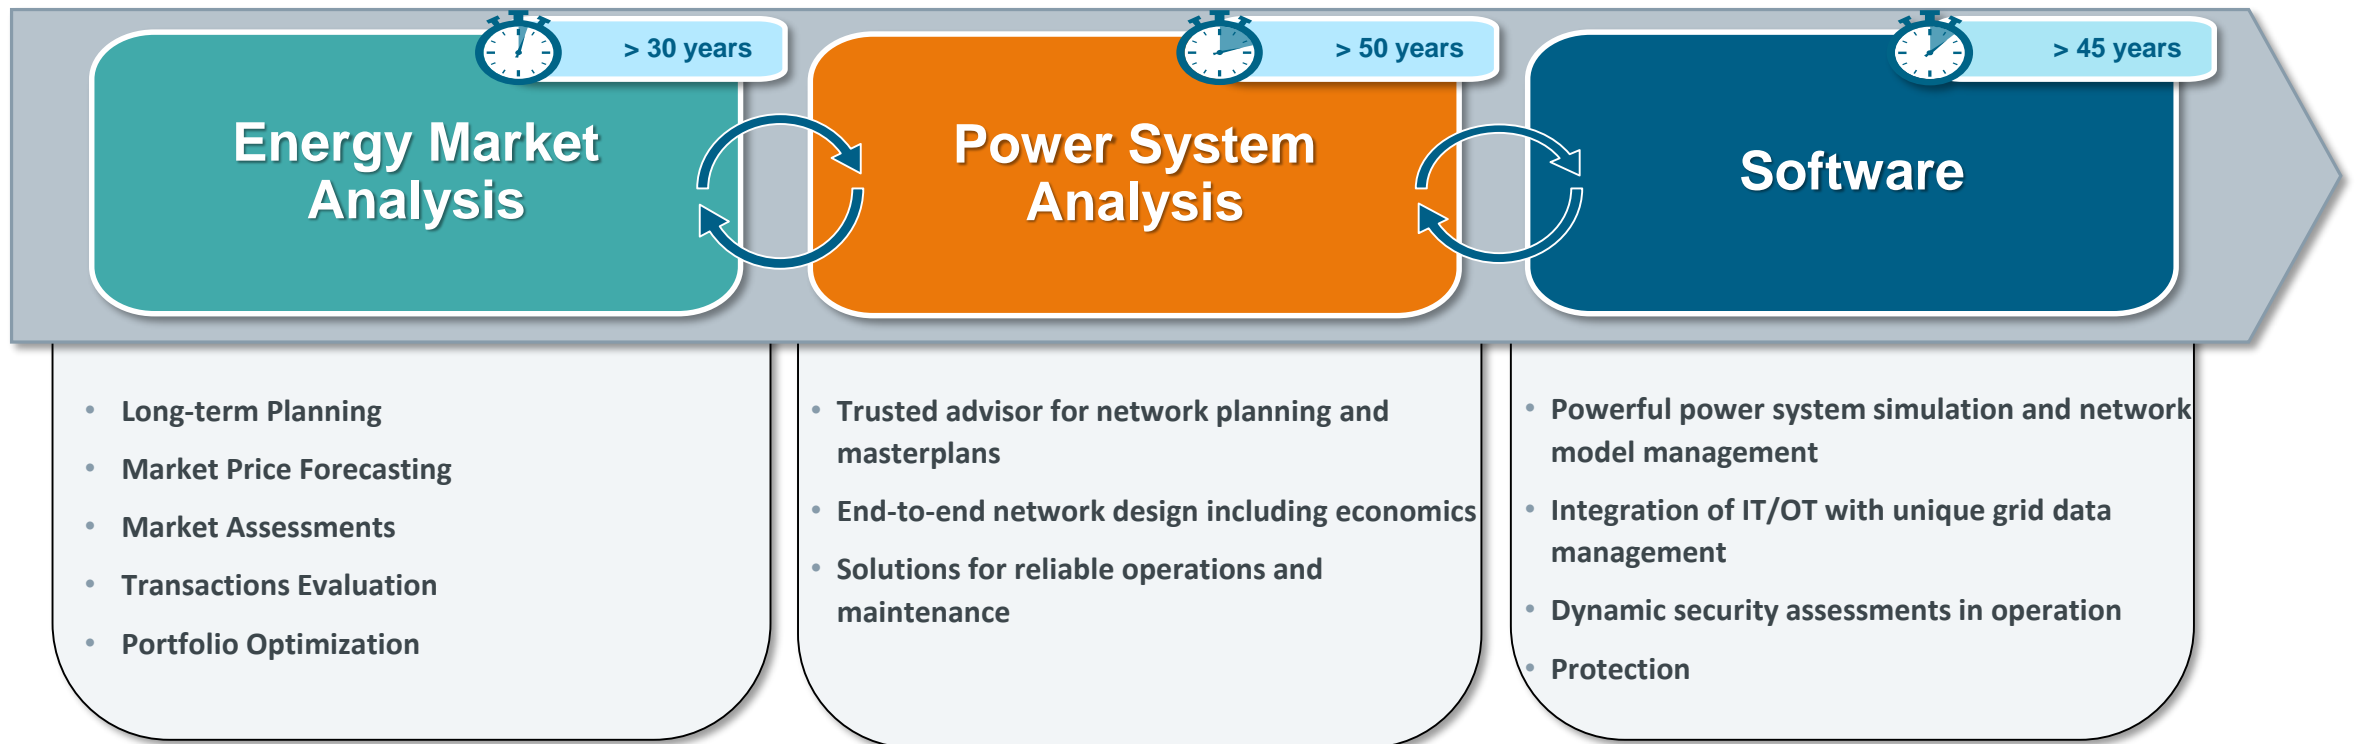 > 30 years
Energy Market
Analysis
> 50 years
Power System
Analysis
> 45 years
Software
• Long-term Planning
• Market Price Forecasting
• Market Assessments
• Transactions Evaluation
• Portfolio Optimization
• Trusted advisor for network planning and
masterplans
• End-to-end network design including economics
• Solutions for reliable operations and
maintenance
• Powerful power system simulation and network
model management
• Integration of IT/OT with unique grid data
management
• Dynamic security assessments in operation
• Protection